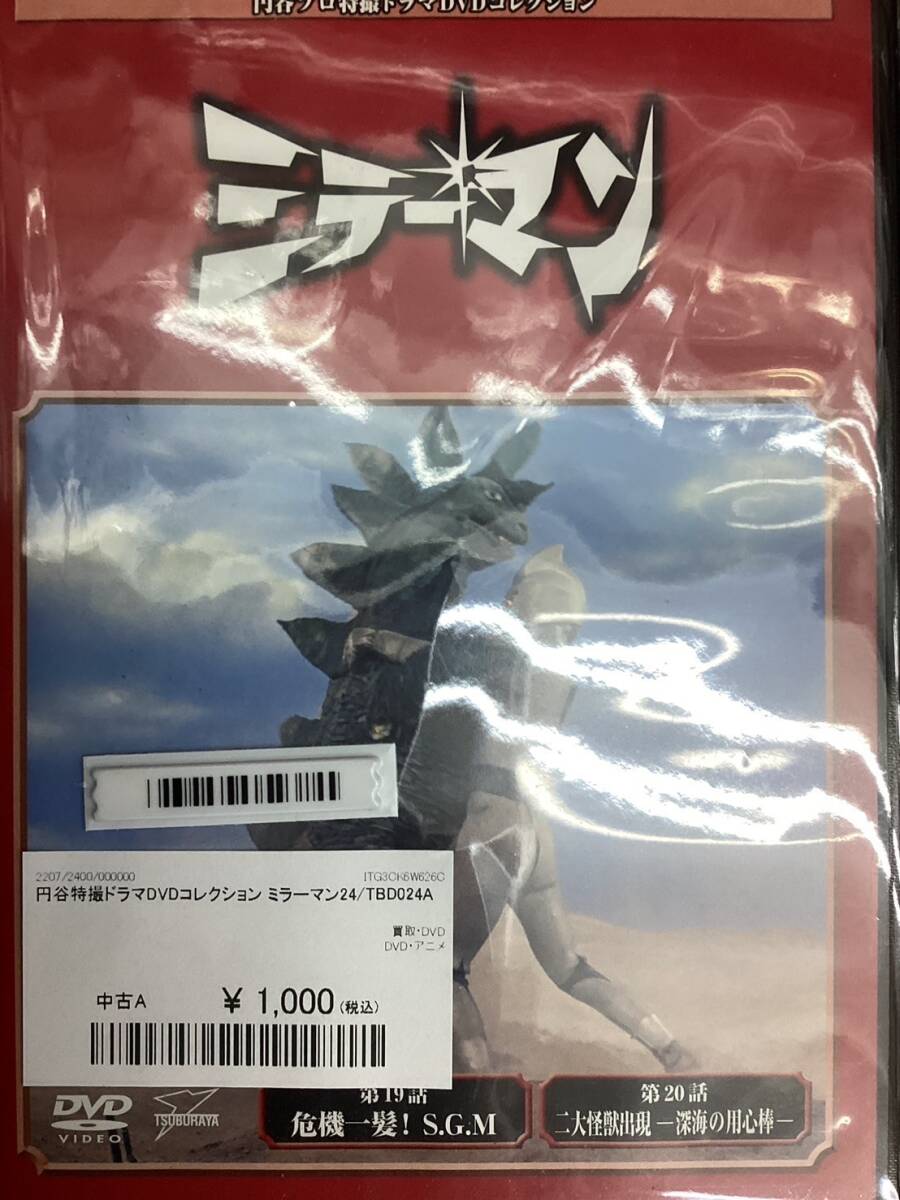 円谷プロ特撮ドラマDVDコレクション
ミラーマン
2207/2400/000000 ITG3CK6W626C
円谷特撮ドラマDVDコレクション ミラーマン24/TBD024A
買取・DVD
DVD・アニメ
中古A ¥ 1,000(税込)
DVD
VIDEO
TSUBURAYA
第19話
危機一髪! S.G.M
第20話
二大怪獣出現 −深海の用心棒−